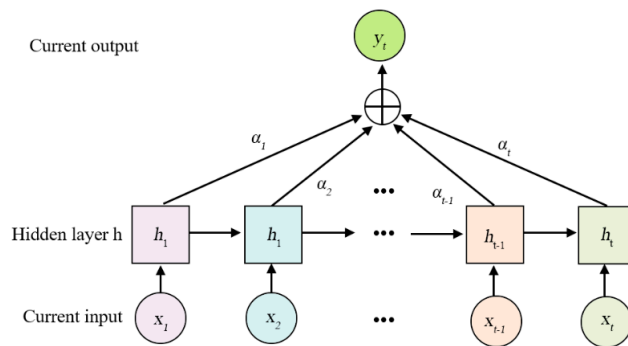 Current output
y_t
α_1
α_t
α_2
•••
α_{t-1}
Hidden layer h
h_1
h_1
•••
h_{t-1}
h_t
Current input
x_1
x_2
•••
x_{t-1}
x_t